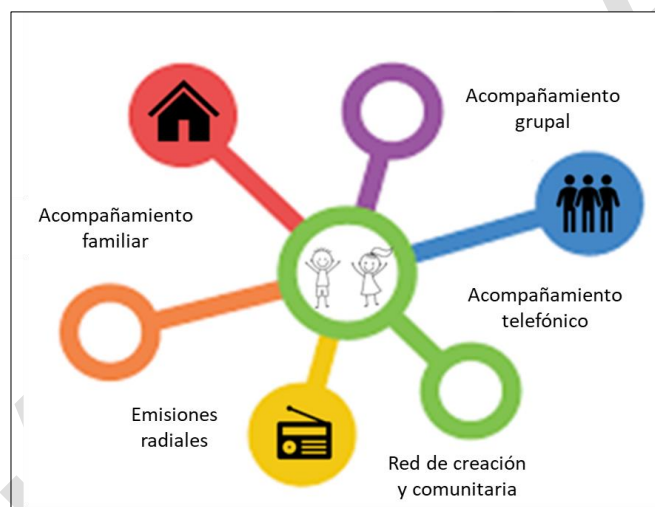 Acompañamiento
grupal
Acompañamiento
familiar
Acompañamiento
telefónico
Emisiones
radiales
Red de creación
y comunitaria